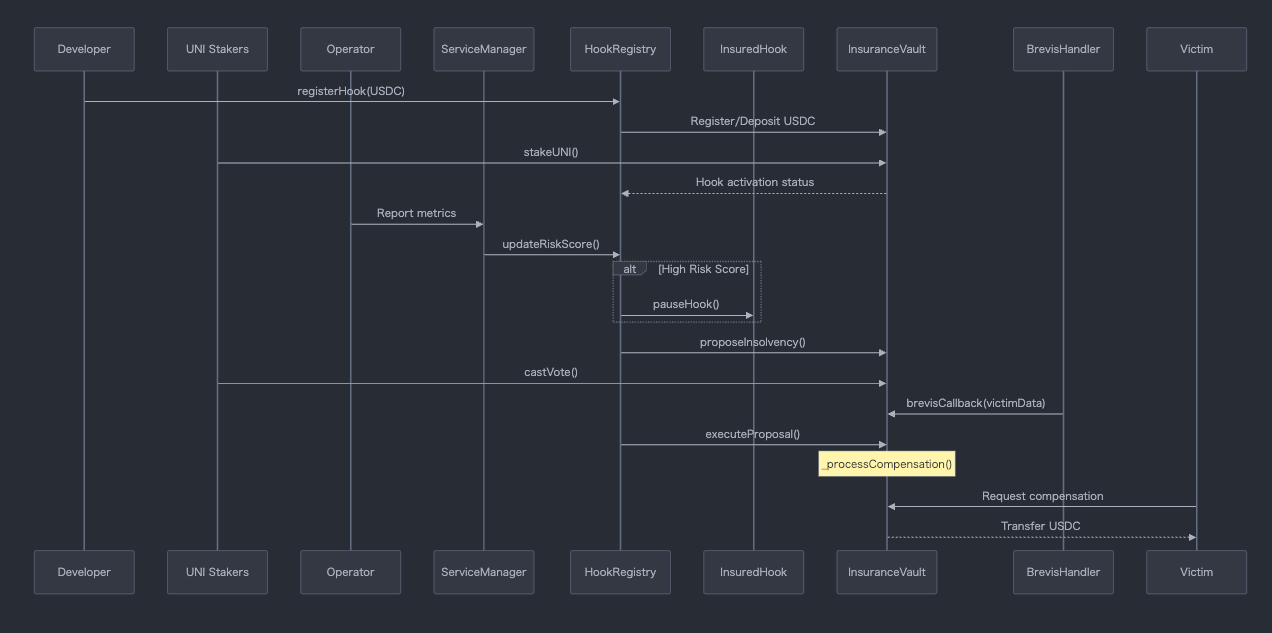 Developer
UNI Stakers
Operator
ServiceManager
HookRegistry
InsuredHook
InsuranceVault
BrevisHandler
Victim
registerHook(USDC)
Register/Deposit USDC
stakeUNI()
Hook activation status
Report metrics
updateRiskScore()
alt
[High Risk Score]
pauseHook()
proposeInsolvency()
castVote()
brevisCallback(victimData)
executeProposal()
_processCompensation()
Request compensation
Transfer USDC
Developer
UNI Stakers
Operator
ServiceManager
HookRegistry
InsuredHook
InsuranceVault
BrevisHandler
Victim